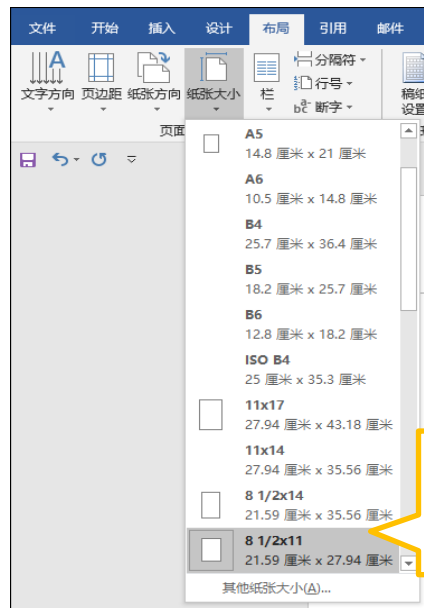 文件 开始 插入 设计 布局 引用 邮件
文字方向 页边距 纸张方向 纸张大小 栏 分隔符 行号 断字
页面
A5
14.8 厘米 x 21 厘米
A6
10.5 厘米 x 14.8 厘米
B4
25.7 厘米 x 36.4 厘米
B5
18.2 厘米 x 25.7 厘米
B6
12.8 厘米 x 18.2 厘米
ISO B4
25 厘米 x 35.3 厘米
11x17
27.94 厘米 x 43.18 厘米
11x14
27.94 厘米 x 35.56 厘米
8 1/2x14
21.59 厘米 x 35.56 厘米
8 1/2x11
21.59 厘米 x 27.94 厘米
其他纸张大小(A)...